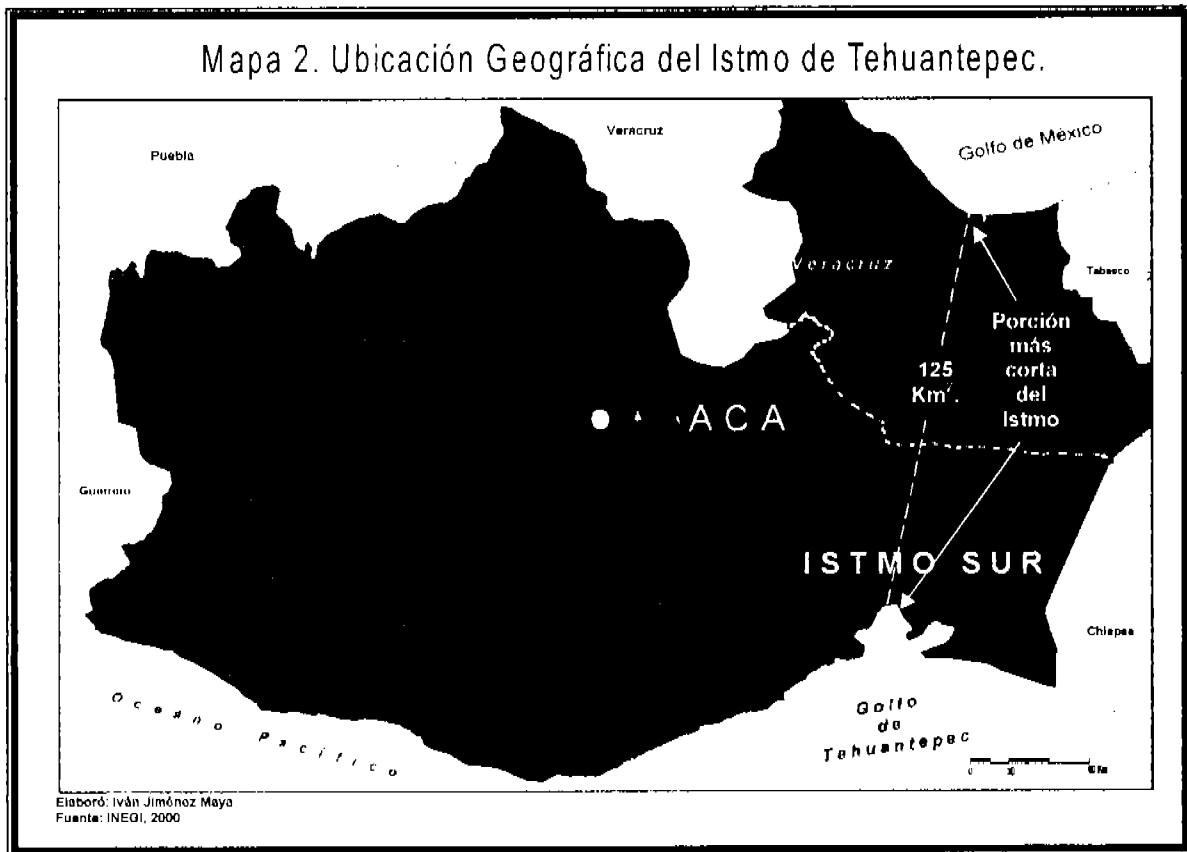 Mapa 2. Ubicación Geográfica del Istmo de Tehuantepec.
Puebla
Veracruz
Golfo de México
Veracruz
Tabasco
Porción
más
corta
del
Istmo
125
Km².
ACA
Guerrero
ISTMO SUR
Chiapas
Océano Pacífico
Golfo
de
Tehuantepec
0
Elaboró: Iván Jiménez Maya
Fuente: INEGI, 2000